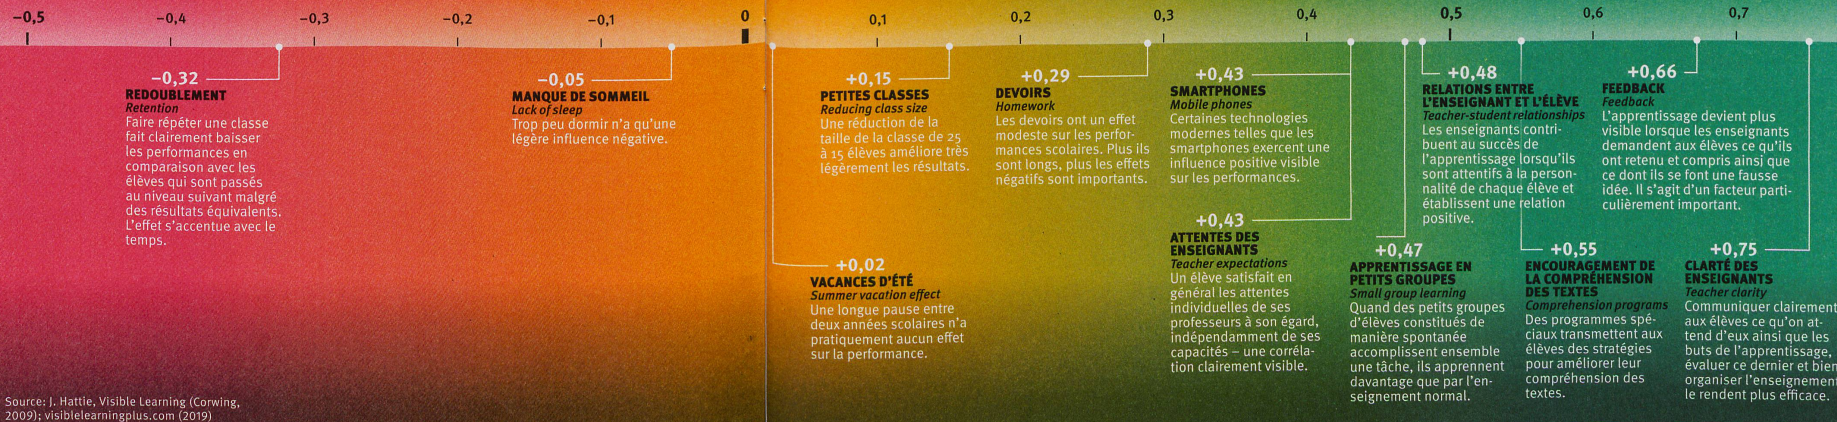 −0,5 −0,4 −0,3 −0,2 −0,1 0 0,1 0,2 0,3 0,4 0,5 0,6 0,7
−0,32
REDOUBLEMENT
Retention
Faire répéter une classe
fait clairement baisser
les performances en
comparaison avec les
élèves qui sont passés
au niveau suivant malgré
des résultats équivalents.
L’effet s’accentue avec le
temps.
−0,05
MANQUE DE SOMMEIL
Lack of sleep
Trop peu dormir n’a qu’une
légère influence négative.
+0,02
VACANCES D’ÉTÉ
Summer vacation effect
Une longue pause entre
deux années scolaires n’a
pratiquement aucun effet
sur la performance.
+0,15
PETITES CLASSES
Reducing class size
Une réduction de la
taille de la classe de 25
à 15 élèves améliore très
légèrement les résultats.
+0,29
DEVOIRS
Homework
Les devoirs ont un effet
modeste sur les perfor-
mances scolaires. Plus ils
sont longs, plus les effets
négatifs sont importants.
+0,43
SMARTPHONES
Mobile phones
Certaines technologies
modernes telles que les
smartphones exercent une
influence positive visible
sur les performances.
+0,43
ATTENTES DES
ENSEIGNANTS
Teacher expectations
Un élève satisfait en
général les attentes
individuelles de ses
professeurs à son égard,
indépendamment de ses
capacités – une corréla-
tion clairement visible.
+0,47
APPRENTISSAGE EN
PETITS GROUPES
Small group learning
Quand des petits groupes
d’élèves constitués de
manière spontanée
accomplissent ensemble
une tâche, ils apprennent
davantage que par l’en-
seignement normal.
+0,48
RELATIONS ENTRE
L’ENSEIGNANT ET L’ÉLÈVE
Teacher-student relationships
Les enseignants contri-
buent au succès de
l’apprentissage lorsqu’ils
sont attentifs à la person-
nalité de chaque élève et
établissent une relation
positive.
+0,55
ENCOURAGEMENT DE
LA COMPRÉHENSION
DES TEXTES
Comprehension programs
Des programmes spé-
ciaux transmettent aux
élèves des stratégies
pour améliorer leur
compréhension des
textes.
+0,66
FEEDBACK
Feedback
L’apprentissage devient plus
visible lorsque les enseignants
demandent aux élèves ce qu’ils
ont retenu et compris ainsi que
ce dont ils se font une fausse
idée. Il s’agit d’un facteur parti-
culièrement important.
+0,75
CLARTÉ DES
ENSEIGNANTS
Teacher clarity
Communiquer clairement
aux élèves ce qu’on at-
tend d’eux ainsi que les
buts de l’apprentissage,
évaluer ce dernier et bien
organiser l’enseignement
le rendent plus efficace.
Source: J. Hattie, Visible Learning (Corwing,
2009); visiblelearningplus.com (2019)